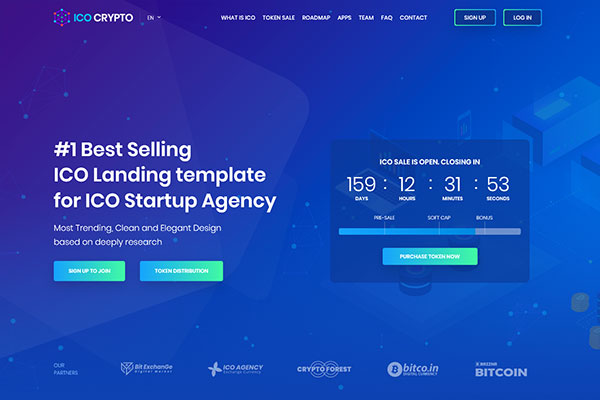 ICO CRYPTO
EN
WHAT IS ICO TOKEN SALE ROADMAP APPS TEAM FAQ CONTACT
SIGN UP
LOG IN
#1 Best Selling
ICO Landing template
for ICO Startup Agency
Most Trending, Clean and Elegant Design
based on deeply research
SIGN UP TO JOIN
TOKEN DISTRIBUTION
ICO SALE IS OPEN. CLOSING IN
159 : 12 : 31 : 53
DAYS HOURS MINUTES SECONDS
PRE-SALE SOFT CAP BONUS
PURCHASE TOKEN NOW
OUR
PARTNERS
Bit ExchanGe
Digital Market
ICO AGENCY
Exchange Currency
CRYPTO FOREST
bitco.in
DIGITAL CURRENCY
BITCOIN